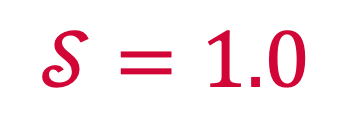 𝒮 = 1.0